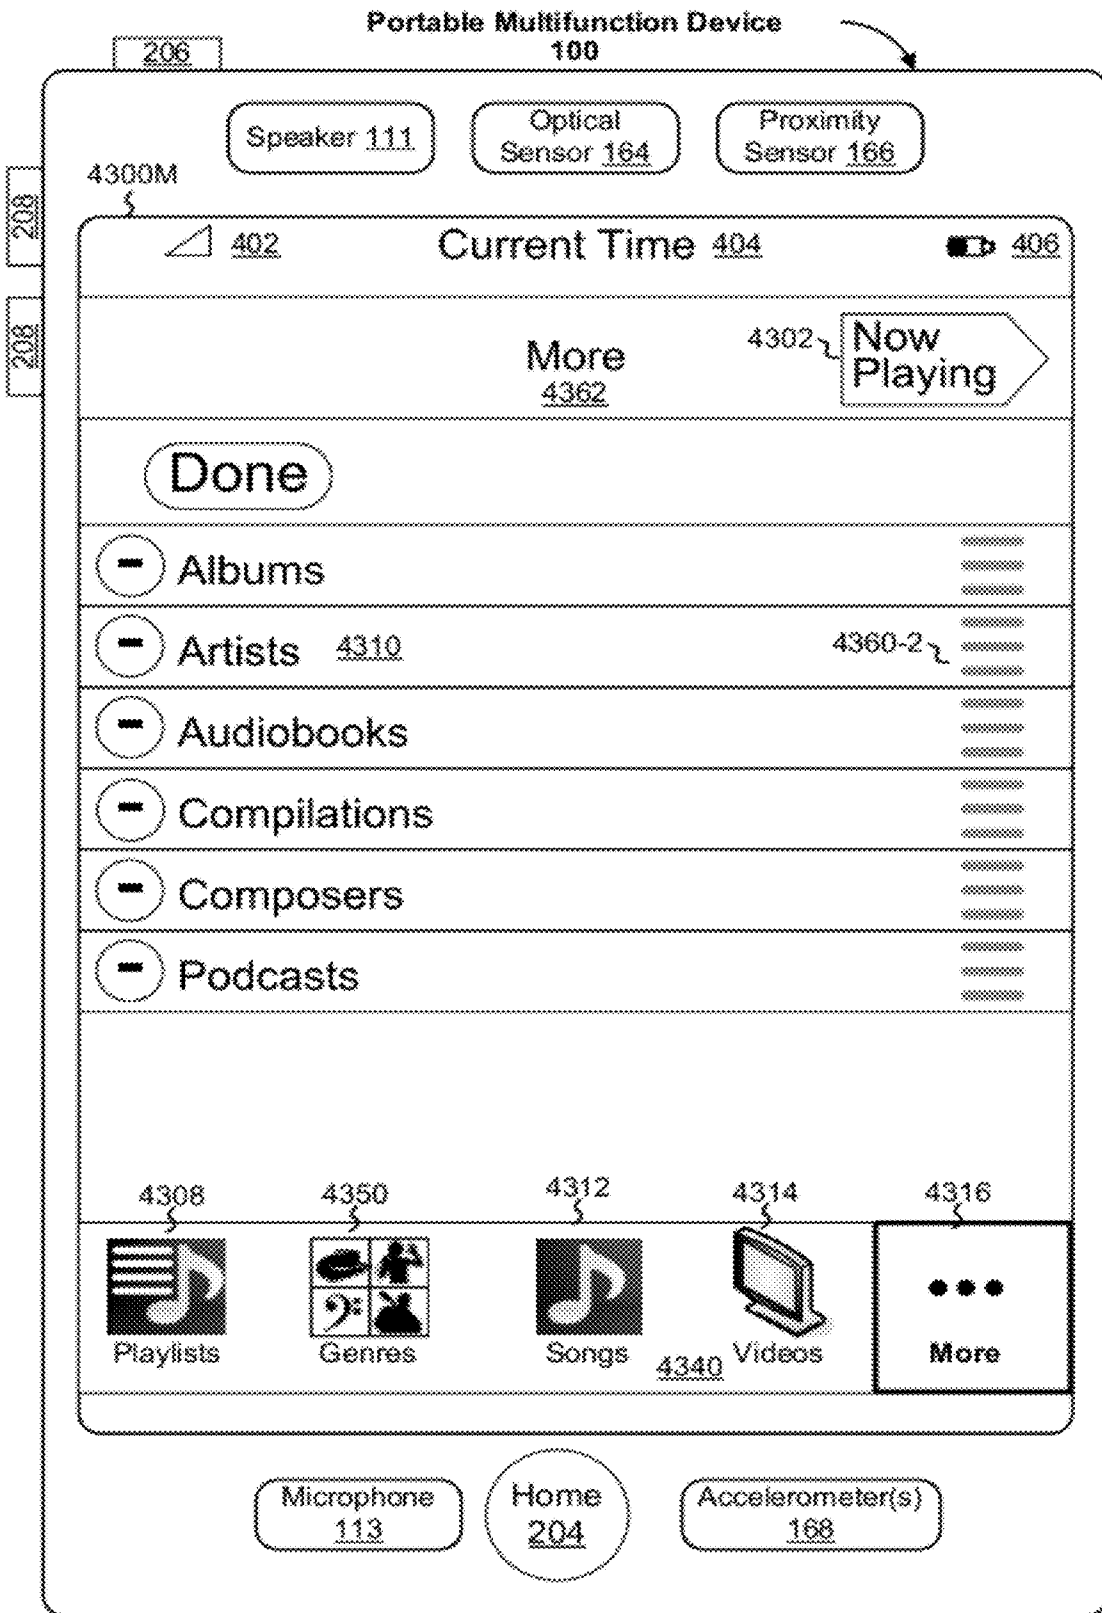 Portable Multifunction Device
100
206
Speaker 111
Optical
Sensor 164
Proximity
Sensor 166
208
208
4300M
402
Current Time 404
406
More
4362
4302
Now
Playing
Done
Albums
Artists 4310
4360-2
Audiobooks
Compilations
Composers
Podcasts
4308
4350
4312
4314
4316
Playlists
Genres
Songs
4340
Videos
More
Microphone
113
Home
204
Accelerometer(s)
168